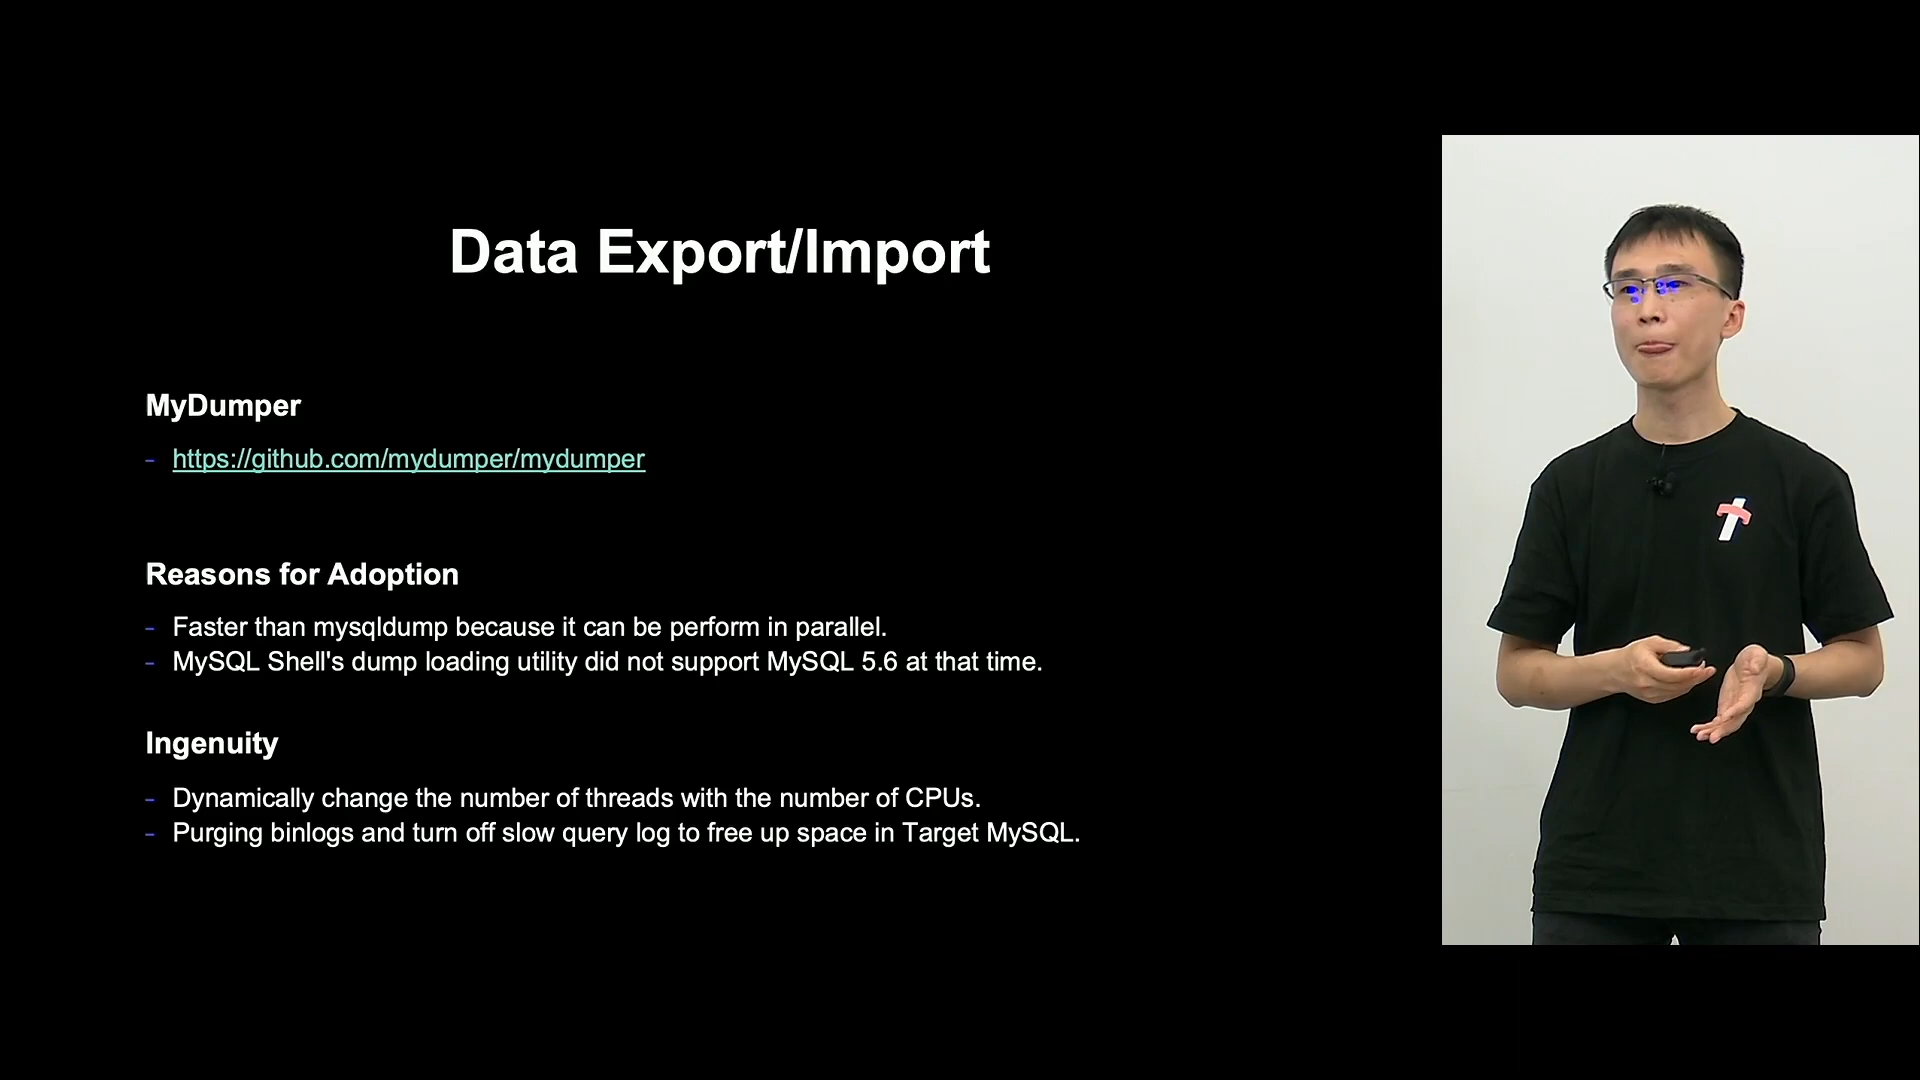 Data Export/Import
MyDumper
- https://github.com/mydumper/mydumper
Reasons for Adoption
- Faster than mysqldump because it can be perform in parallel.
- MySQL Shell's dump loading utility did not support MySQL 5.6 at that time.
Ingenuity
- Dynamically change the number of threads with the number of CPUs.
- Purging binlogs and turn off slow query log to free up space in Target MySQL.